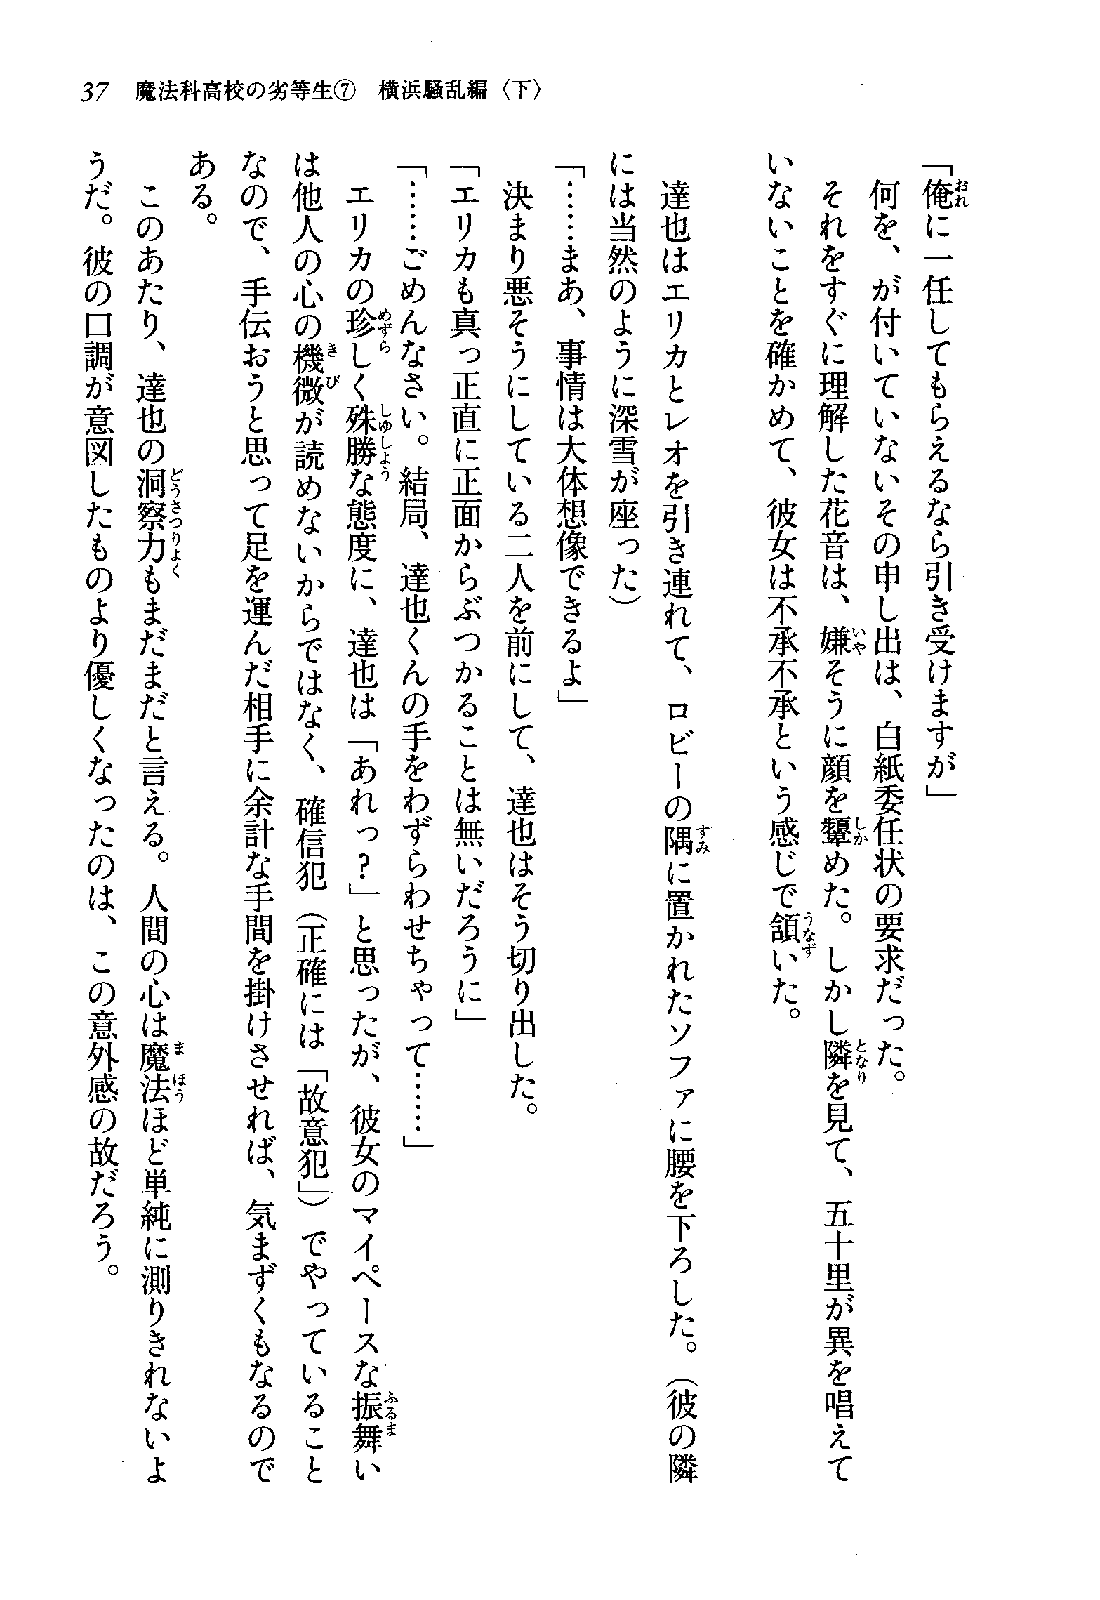 37　魔法科高校の劣等生⑦　横浜騒乱編〈下〉
「俺に一任してもらえるなら引き受けますが」
何を、が付いていないその申し出は、白紙委任状の要求だった。
それをすぐに理解した花音は、嫌そうに顔を顰めた。しかし隣を見て、五十里が異を唱えて
いないことを確かめて、彼女は不承不承という感じで頷いた。
達也はエリカとレオを引き連れて、ロビーの隅に置かれたソファに腰を下ろした。（彼の隣
には当然のように深雪が座った）
「……まあ、事情は大体想像できるよ」
決まり悪そうにしている二人を前にして、達也はそう切り出した。
「エリカも真っ正直に正面からぶつかることは無いだろうに」
「……ごめんなさい。結局、達也くんの手をわずらわせちゃって……」
エリカの珍しく殊勝な態度に、達也は「あれっ？」と思ったが、彼女のマイペースな振舞い
は他人の心の機微が読めないからではなく、確信犯（正確には「故意犯」）でやっていること
なので、手伝おうと思って足を運んだ相手に余計な手間を掛けさせれば、気まずくもなるので
ある。
このあたり、達也の洞察力もまだまだと言える。人間の心は魔法ほど単純に測りきれないよ
うだ。彼の口調が意図したものより優しくなったのは、この意外感の故だろう。